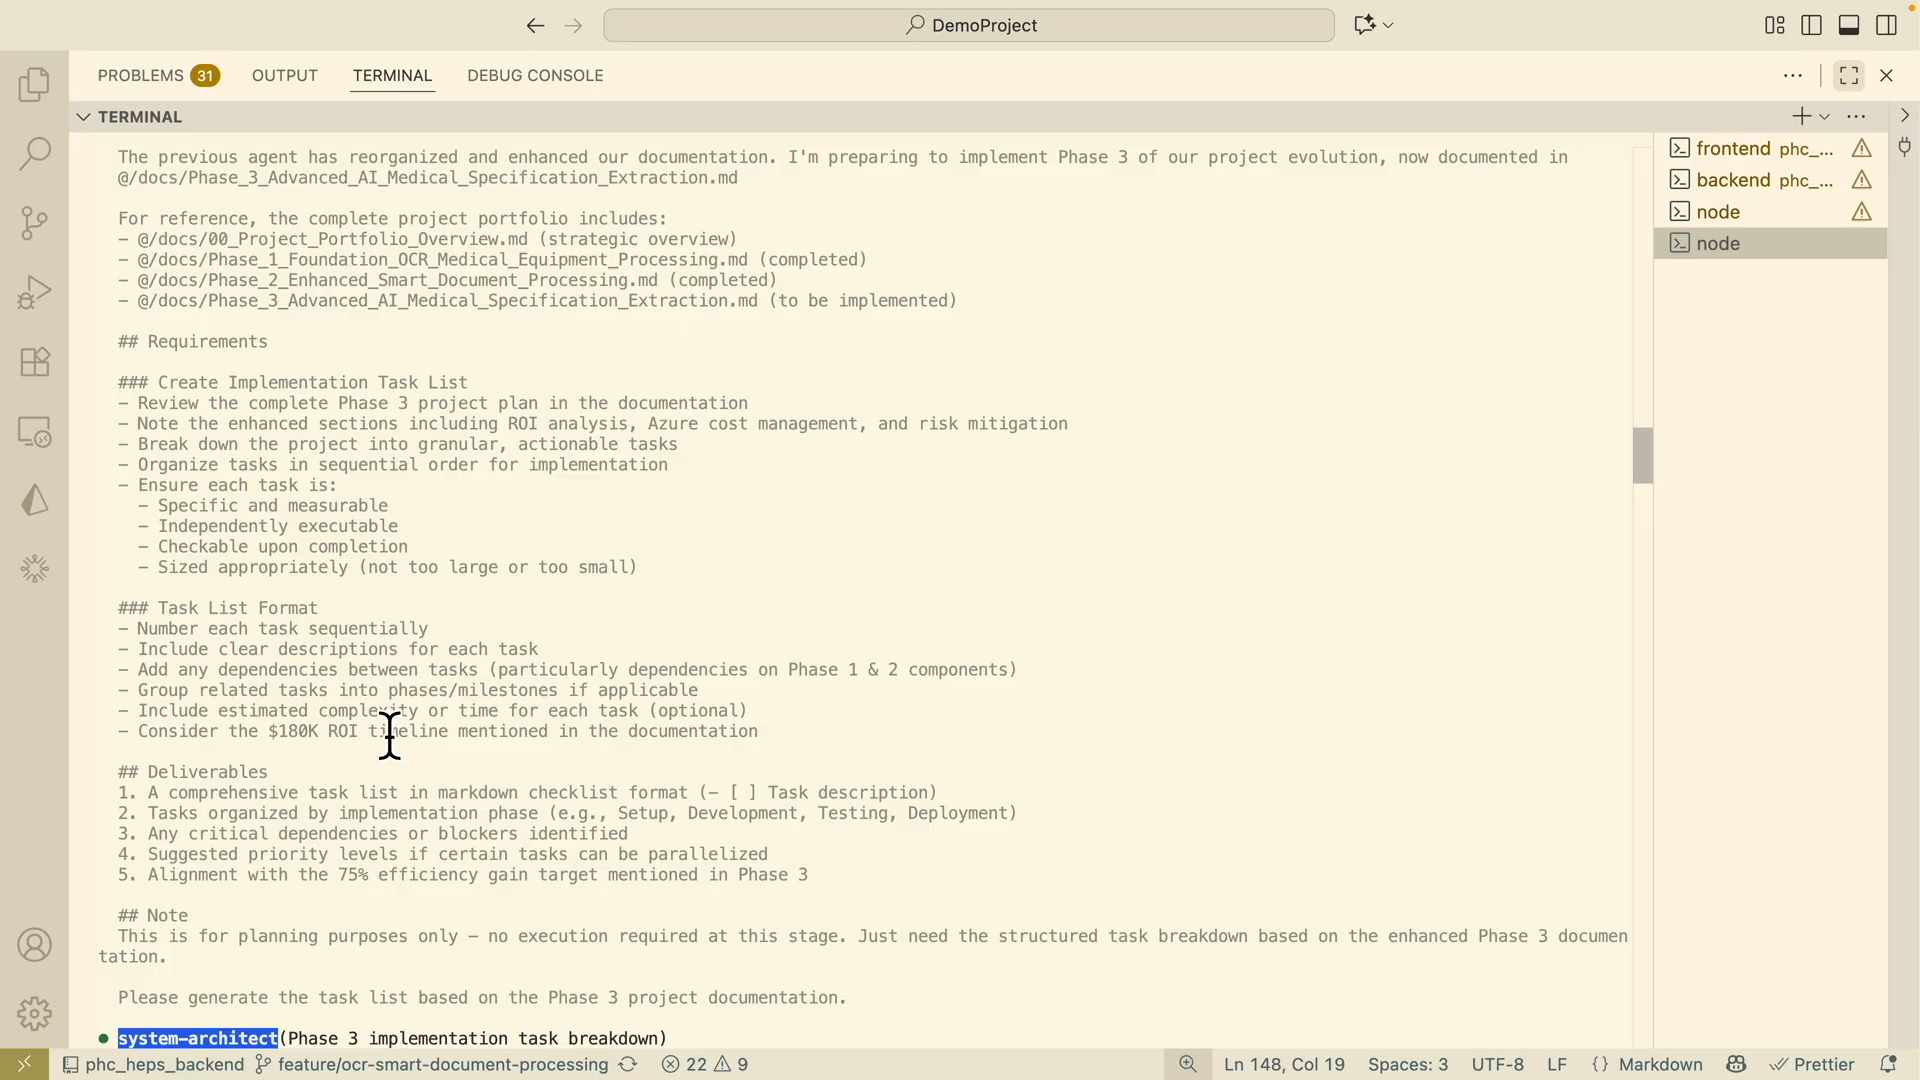 DemoProject
PROBLEMS 31 OUTPUT TERMINAL DEBUG CONSOLE
TERMINAL
The previous agent has reorganized and enhanced our documentation. I'm preparing to implement Phase 3 of our project evolution, now documented in
@/docs/Phase_3_Advanced_AI_Medical_Specification_Extraction.md
For reference, the complete project portfolio includes:
- @/docs/00_Project_Portfolio_Overview.md (strategic overview)
- @/docs/Phase_1_Foundation_OCR_Medical_Equipment_Processing.md (completed)
- @/docs/Phase_2_Enhanced_Smart_Document_Processing.md (completed)
- @/docs/Phase_3_Advanced_AI_Medical_Specification_Extraction.md (to be implemented)
## Requirements
### Create Implementation Task List
- Review the complete Phase 3 project plan in the documentation
- Note the enhanced sections including ROI analysis, Azure cost management, and risk mitigation
- Break down the project into granular, actionable tasks
- Organize tasks in sequential order for implementation
- Ensure each task is:
- Specific and measurable
- Independently executable
- Checkable upon completion
- Sized appropriately (not too large or too small)
### Task List Format
- Number each task sequentially
- Include clear descriptions for each task
- Add any dependencies between tasks (particularly dependencies on Phase 1 & 2 components)
- Group related tasks into phases/milestones if applicable
- Include estimated complexity or time for each task (optional)
- Consider the $180K ROI timeline mentioned in the documentation
## Deliverables
1. A comprehensive task list in markdown checklist format (- [ ] Task description)
2. Tasks organized by implementation phase (e.g., Setup, Development, Testing, Deployment)
3. Any critical dependencies or blockers identified
4. Suggested priority levels if certain tasks can be parallelized
5. Alignment with the 75% efficiency gain target mentioned in Phase 3
## Note
This is for planning purposes only - no execution required at this stage. Just need the structured task breakdown based on the enhanced Phase 3 documen
tation.
Please generate the task list based on the Phase 3 project documentation.
system-architect(Phase 3 implementation task breakdown)
frontend phc_...
backend phc_...
node
node
phc_heps_backend feature/ocr-smart-document-processing 22 9 Ln 148, Col 19 Spaces: 3 UTF-8 LF {} Markdown Prettier